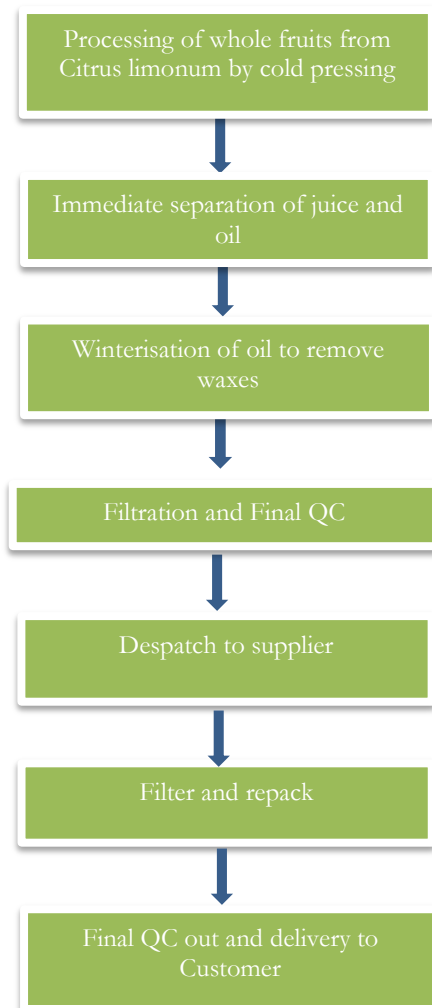 Processing of whole fruits from
Citrus limonum by cold pressing
Immediate separation of juice and
oil
Winterisation of oil to remove
waxes
Filtration and Final QC
Despatch to supplier
Filter and repack
Final QC out and delivery to
Customer